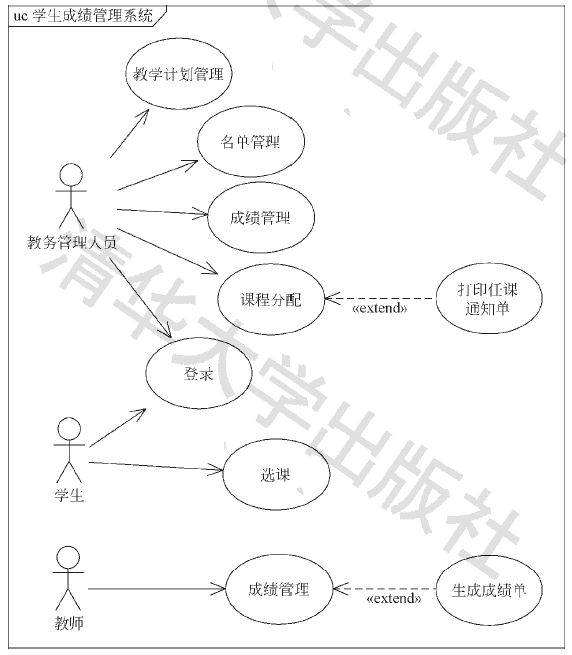 uc 学生成绩管理系统
教学计划管理
名单管理
成绩管理
教务管理人员
课程分配
«extend»
打印任课
通知单
登录
学生
选课
教师
成绩管理
«extend»
生成成绩单
清华大学出版社
大学出版社